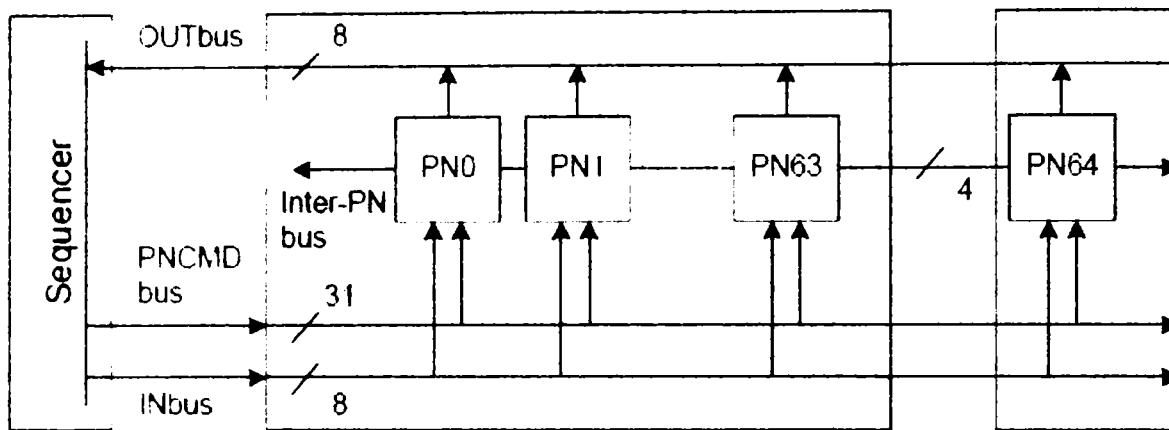 OUTbus
8
Sequencer
PN0
PN1
PN63
PN64
4
Inter-PN
bus
PNCMD
bus
31
INbus
8